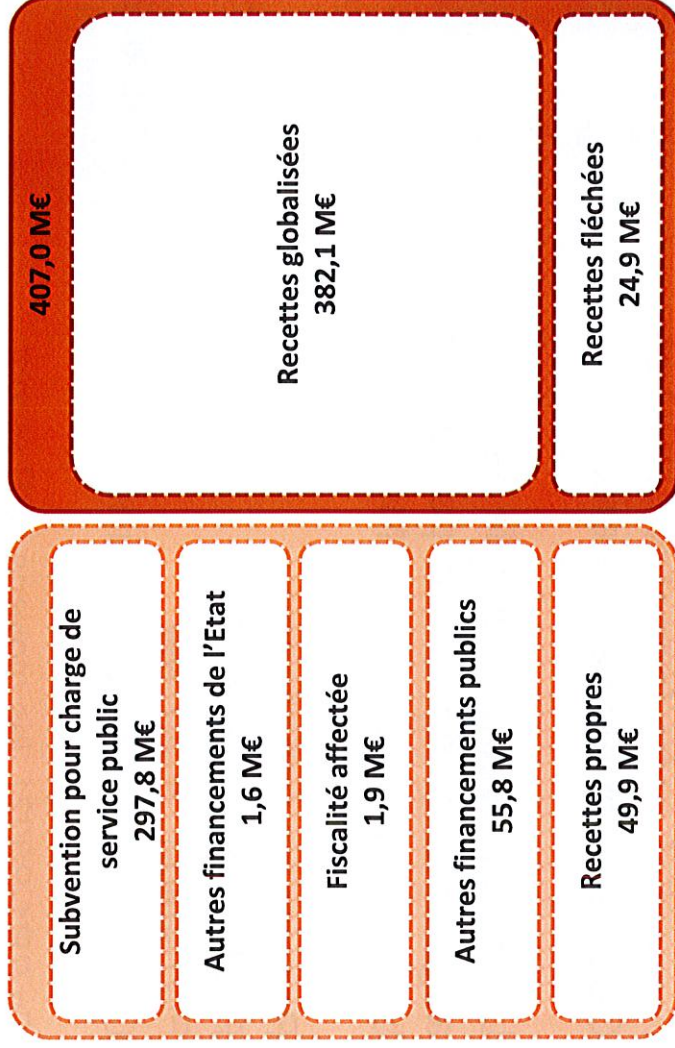 Subvention pour charge de
service public
297,8 M€
Autres financements de l'Etat
1,6 M€
Fiscalité affectée
1,9 M€
Autres financements publics
55,8 M€
Recettes propres
49,9 M€
407,0 M€
Recettes globalisées
382,1 M€
Recettes fléchées
24,9 M€